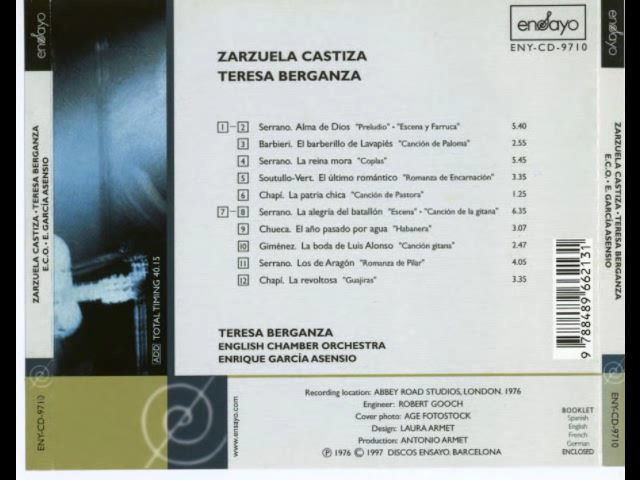 ensayo
ZARZUELA CASTIZA • TERESA BERGANZA
E.C.O. • E. GARCÍA ASENSIO
ENY-CD-9710
ADD TOTAL TIMING 40.15
ensayo
ENY-CD-9710
ZARZUELA CASTIZA
TERESA BERGANZA
1 – 2 Serrano. Alma de Dios "Preludio" • "Escena y Farruca" 5.40
3 Barbieri. El barberillo de Lavapiés "Canción de Paloma" 2.55
4 Serrano. La reina mora "Coplas" 5.45
5 Soutullo-Vert. El último romántico "Romanza de Encarnación" 3.35
6 Chapí. La patria chica "Canción de Pastora" 1.25
7 – 8 Serrano. La alegría del batallón "Escena" • "Canción de la gitana" 6.35
9 Chueca. El año pasado por agua "Habanera" 3.07
10 Giménez. La boda de Luis Alonso "Canción gitana" 2.47
11 Serrano. Los de Aragón "Romanza de Pilar" 4.05
12 Chapí. La revoltosa "Guajiras" 3.35
TERESA BERGANZA
ENGLISH CHAMBER ORCHESTRA
ENRIQUE GARCÍA ASENSIO
9 788489 662131
www.ensayo.com
Recording location: ABBEY ROAD STUDIOS, LONDON. 1976
Engineer: ROBERT GOOCH
Cover photo: AGE FOTOSTOCK
Design: LAURA ARMET
Production: ANTONIO ARMET
Ⓟ 1976 © 1997 DISCOS ENSAYO. BARCELONA
BOOKLET
Spanish
English
French
German
ENCLOSED
ensayo
ZARZUELA CASTIZA • TERESA BERGANZA
E.C.O. • E. GARCÍA ASENSIO
ENY-CD-9710